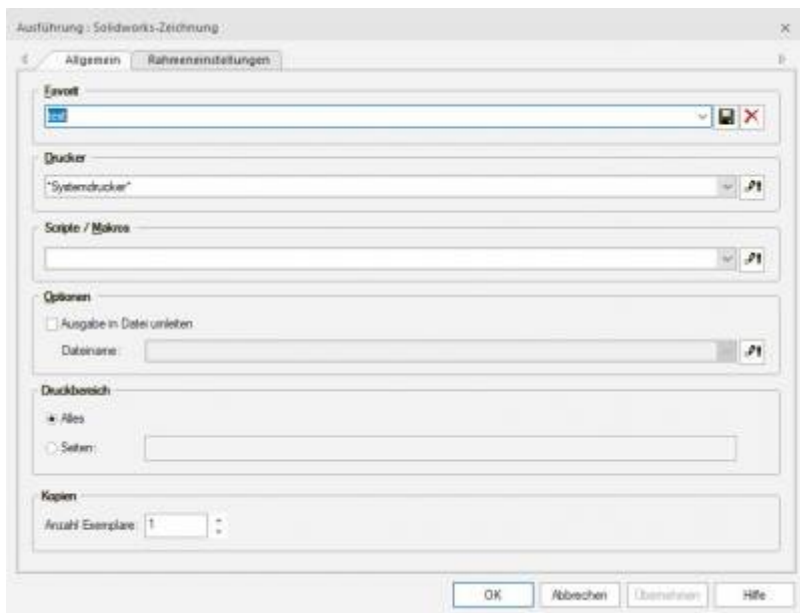 Ausführung : Solidworks-Zeichnung
Allgemein Rahmeneinstellungen
Favorit
test
Drucker
*Systemdrucker*
Scripte / Makros
Optionen
Ausgabe in Datei umleiten
Dateiname:
Druckbereich
Alles
Seiten:
Kopien
Anzahl Exemplare: 1
OK Abbrechen Übernehmen Hilfe